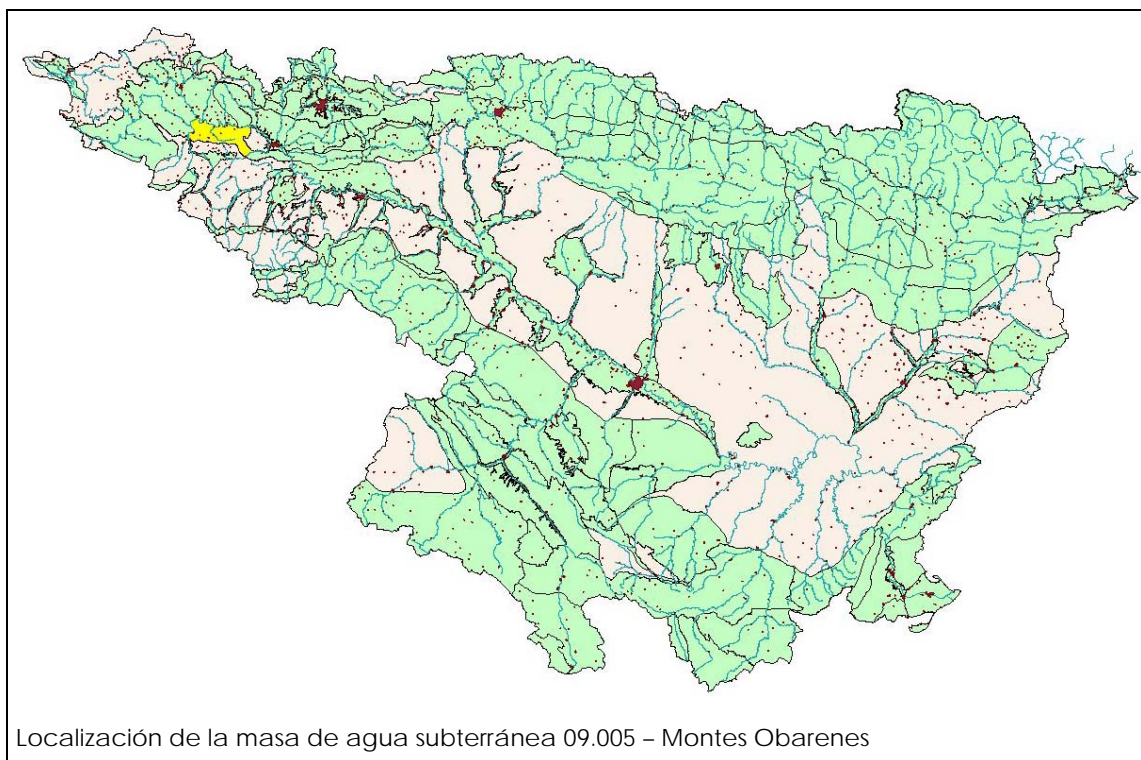 Localización de la masa de agua subterránea 09.005 – Montes Obarenes